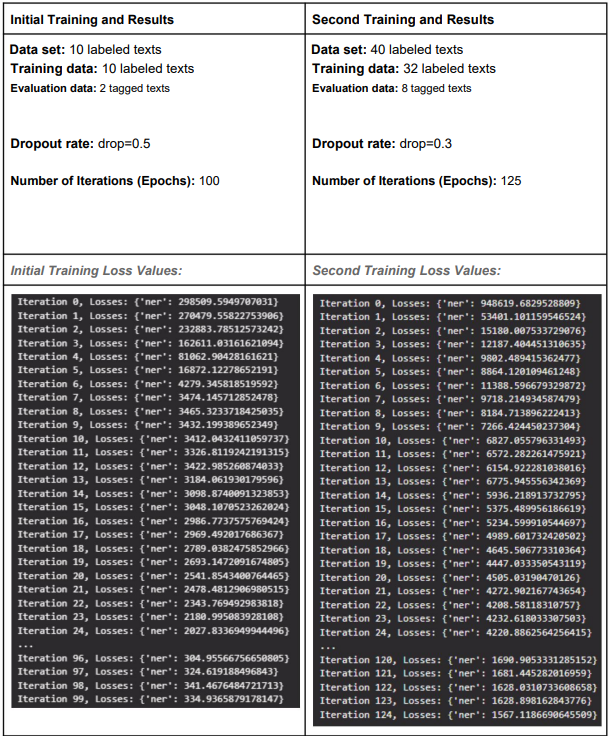 Initial Training and Results
Data set: 10 labeled texts
Training data: 10 labeled texts
Evaluation data: 2 tagged texts
Dropout rate: drop=0.5
Number of Iterations (Epochs): 100
Second Training and Results
Data set: 40 labeled texts
Training data: 32 labeled texts
Evaluation data: 8 tagged texts
Dropout rate: drop=0.3
Number of Iterations (Epochs): 125
Initial Training Loss Values:
Iteration 0, Losses: {'ner': 298509.5949707031}
Iteration 1, Losses: {'ner': 270479.55822753906}
Iteration 2, Losses: {'ner': 232883.78512573242}
Iteration 3, Losses: {'ner': 162611.03161621094}
Iteration 4, Losses: {'ner': 81062.90428161621}
Iteration 5, Losses: {'ner': 16872.12278652191}
Iteration 6, Losses: {'ner': 4279.345818519592}
Iteration 7, Losses: {'ner': 3474.145712852478}
Iteration 8, Losses: {'ner': 3465.3233718425035}
Iteration 9, Losses: {'ner': 3432.199389652349}
Iteration 10, Losses: {'ner': 3412.0432411059737}
Iteration 11, Losses: {'ner': 3326.8119242191315}
Iteration 12, Losses: {'ner': 3422.985260874033}
Iteration 13, Losses: {'ner': 3184.061930179596}
Iteration 14, Losses: {'ner': 3098.8740091323853}
Iteration 15, Losses: {'ner': 3048.1070523262024}
Iteration 16, Losses: {'ner': 2986.7737575769424}
Iteration 17, Losses: {'ner': 2969.492017686367}
Iteration 18, Losses: {'ner': 2789.0382475852966}
Iteration 19, Losses: {'ner': 2693.1472091674805}
Iteration 20, Losses: {'ner': 2541.8543400764465}
Iteration 21, Losses: {'ner': 2478.4812906980515}
Iteration 22, Losses: {'ner': 2343.769492983818}
Iteration 23, Losses: {'ner': 2180.995083928108}
Iteration 24, Losses: {'ner': 2027.8336949944496}
...
Iteration 96, Losses: {'ner': 304.95566756650805}
Iteration 97, Losses: {'ner': 324.619188496843}
Iteration 98, Losses: {'ner': 341.4676484721713}
Iteration 99, Losses: {'ner': 334.9365879178147}
Second Training Loss Values:
Iteration 0, Losses: {'ner': 948619.6829528809}
Iteration 1, Losses: {'ner': 53401.101159546524}
Iteration 2, Losses: {'ner': 15180.007533729076}
Iteration 3, Losses: {'ner': 12187.404451310635}
Iteration 4, Losses: {'ner': 9802.489415362477}
Iteration 5, Losses: {'ner': 8864.120109461248}
Iteration 6, Losses: {'ner': 11388.596679329872}
Iteration 7, Losses: {'ner': 9718.214934587479}
Iteration 8, Losses: {'ner': 8184.713896222413}
Iteration 9, Losses: {'ner': 7266.424450237304}
Iteration 10, Losses: {'ner': 6827.055796331493}
Iteration 11, Losses: {'ner': 6572.282261475921}
Iteration 12, Losses: {'ner': 6154.922281038016}
Iteration 13, Losses: {'ner': 6775.945556342369}
Iteration 14, Losses: {'ner': 5936.218913732795}
Iteration 15, Losses: {'ner': 5375.489956186619}
Iteration 16, Losses: {'ner': 5234.599910544697}
Iteration 17, Losses: {'ner': 4989.601732420502}
Iteration 18, Losses: {'ner': 4645.506773310364}
Iteration 19, Losses: {'ner': 4447.033350543119}
Iteration 20, Losses: {'ner': 4505.03190470126}
Iteration 21, Losses: {'ner': 4272.902167743654}
Iteration 22, Losses: {'ner': 4208.58118310757}
Iteration 23, Losses: {'ner': 4232.618033307503}
Iteration 24, Losses: {'ner': 4220.8862564256415}
...
Iteration 120, Losses: {'ner': 1690.9053331285152}
Iteration 121, Losses: {'ner': 1681.445282016959}
Iteration 122, Losses: {'ner': 1628.0310733608658}
Iteration 123, Losses: {'ner': 1628.898162843776}
Iteration 124, Losses: {'ner': 1567.1186690645509}